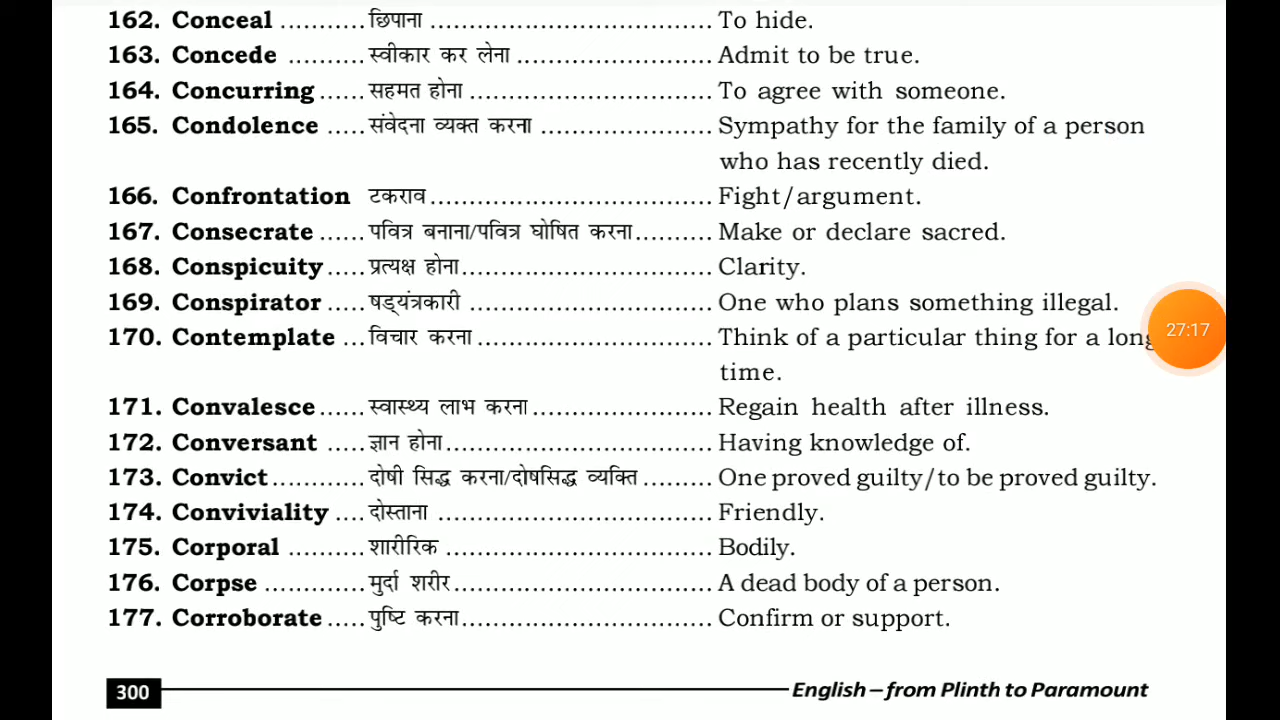 162. Conceal ........... छिपाना .................................... To hide.
163. Concede .......... स्वीकार कर लेना ......................... Admit to be true.
164. Concurring ...... सहमत होना ............................... To agree with someone.
165. Condolence ..... संवेदना व्यक्त करना ...................... Sympathy for the family of a person
who has recently died.
166. Confrontation टकराव.................................... Fight/argument.
167. Consecrate ...... पवित्र बनाना/पवित्र घोषित करना.......... Make or declare sacred.
168. Conspicuity ..... प्रत्यक्ष होना................................ Clarity.
169. Conspirator ..... षड्यंत्रकारी ............................... One who plans something illegal.
170. Contemplate ... विचार करना.............................. Think of a particular thing for a long
time.
171. Convalesce ...... स्वास्थ्य लाभ करना....................... Regain health after illness.
172. Conversant ..... ज्ञान होना.................................. Having knowledge of.
173. Convict ............ दोषी सिद्ध करना/दोषसिद्ध व्यक्ति ......... One proved guilty/to be proved guilty.
174. Conviviality .... दोस्ताना ................................... Friendly.
175. Corporal .......... शारीरिक .................................. Bodily.
176. Corpse ............. मुर्दा शरीर................................. A dead body of a person.
177. Corroborate ..... पुष्टि करना................................ Confirm or support.
27:17
300 English – from Plinth to Paramount